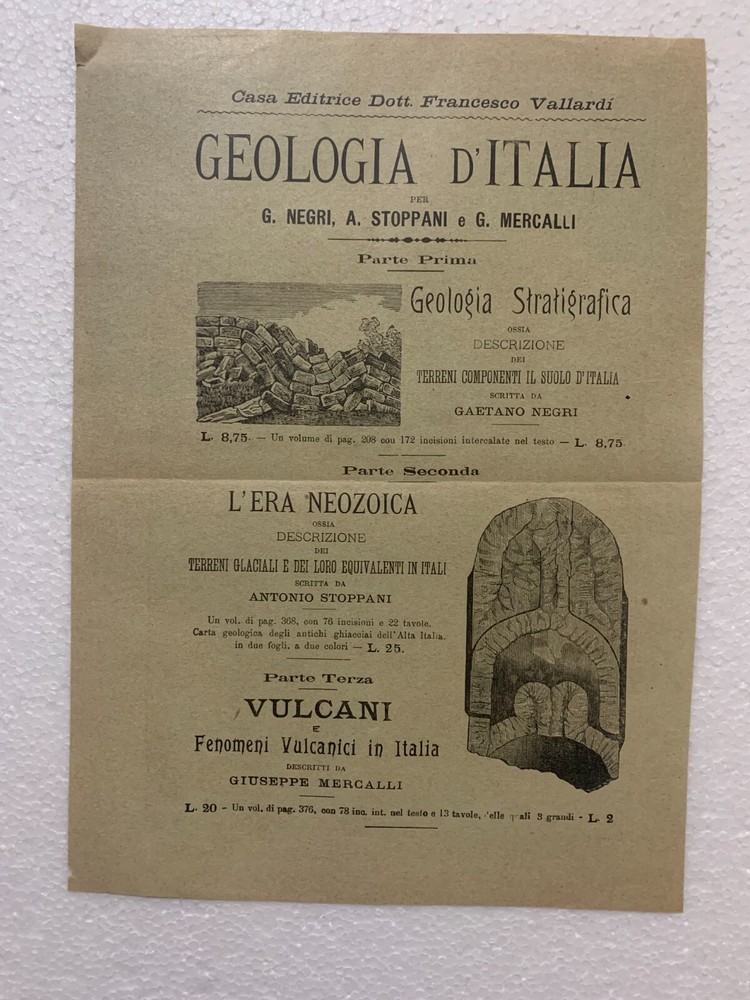 Casa Editrice Dott. Francesco Vallardi
GEOLOGIA D'ITALIA
PER
G. NEGRI, A. STOPPANI e G. MERCALLI
Parte Prima
Geologia Stratigrafica
OSSIA
DESCRIZIONE
DEI
TERRENI COMPONENTI IL SUOLO D'ITALIA
SCRITTA DA
GAETANO NEGRI
L. 8,75. — Un volume di pag. 208 con 172 incisioni intercalate nel testo — L. 8,75.
Parte Seconda
L'ERA NEOZOICA
OSSIA
DESCRIZIONE
DEI
TERRENI GLACIALI E DEI LORO EQUIVALENTI IN ITALI
SCRITTA DA
ANTONIO STOPPANI
Un vol. di pag. 368, con 76 incisioni e 22 tavole.
Carta geologica degli antichi ghiacciai dell'Alta Italia.
in due fogli, a due colori — L. 25.
Parte Terza
VULCANI
E
Fenomeni Vulcanici in Italia
DESCRITTI DA
GIUSEPPE MERCALLI
L. 20 - Un vol. di pag. 376, con 78 inc. int. nel testo e 13 tavole, 3 grandi - L. 2